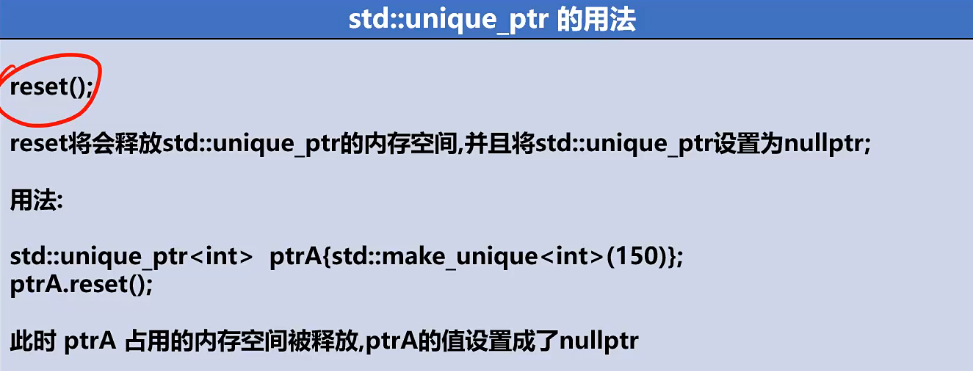 std::unique_ptr 的用法
reset();
reset将会释放std::unique_ptr的内存空间,并且将std::unique_ptr设置为nullptr;
用法:
std::unique_ptr<int>  ptrA{std::make_unique<int>(150)};
ptrA.reset();
此时 ptrA 占用的内存空间被释放,ptrA的值设置成了nullptr